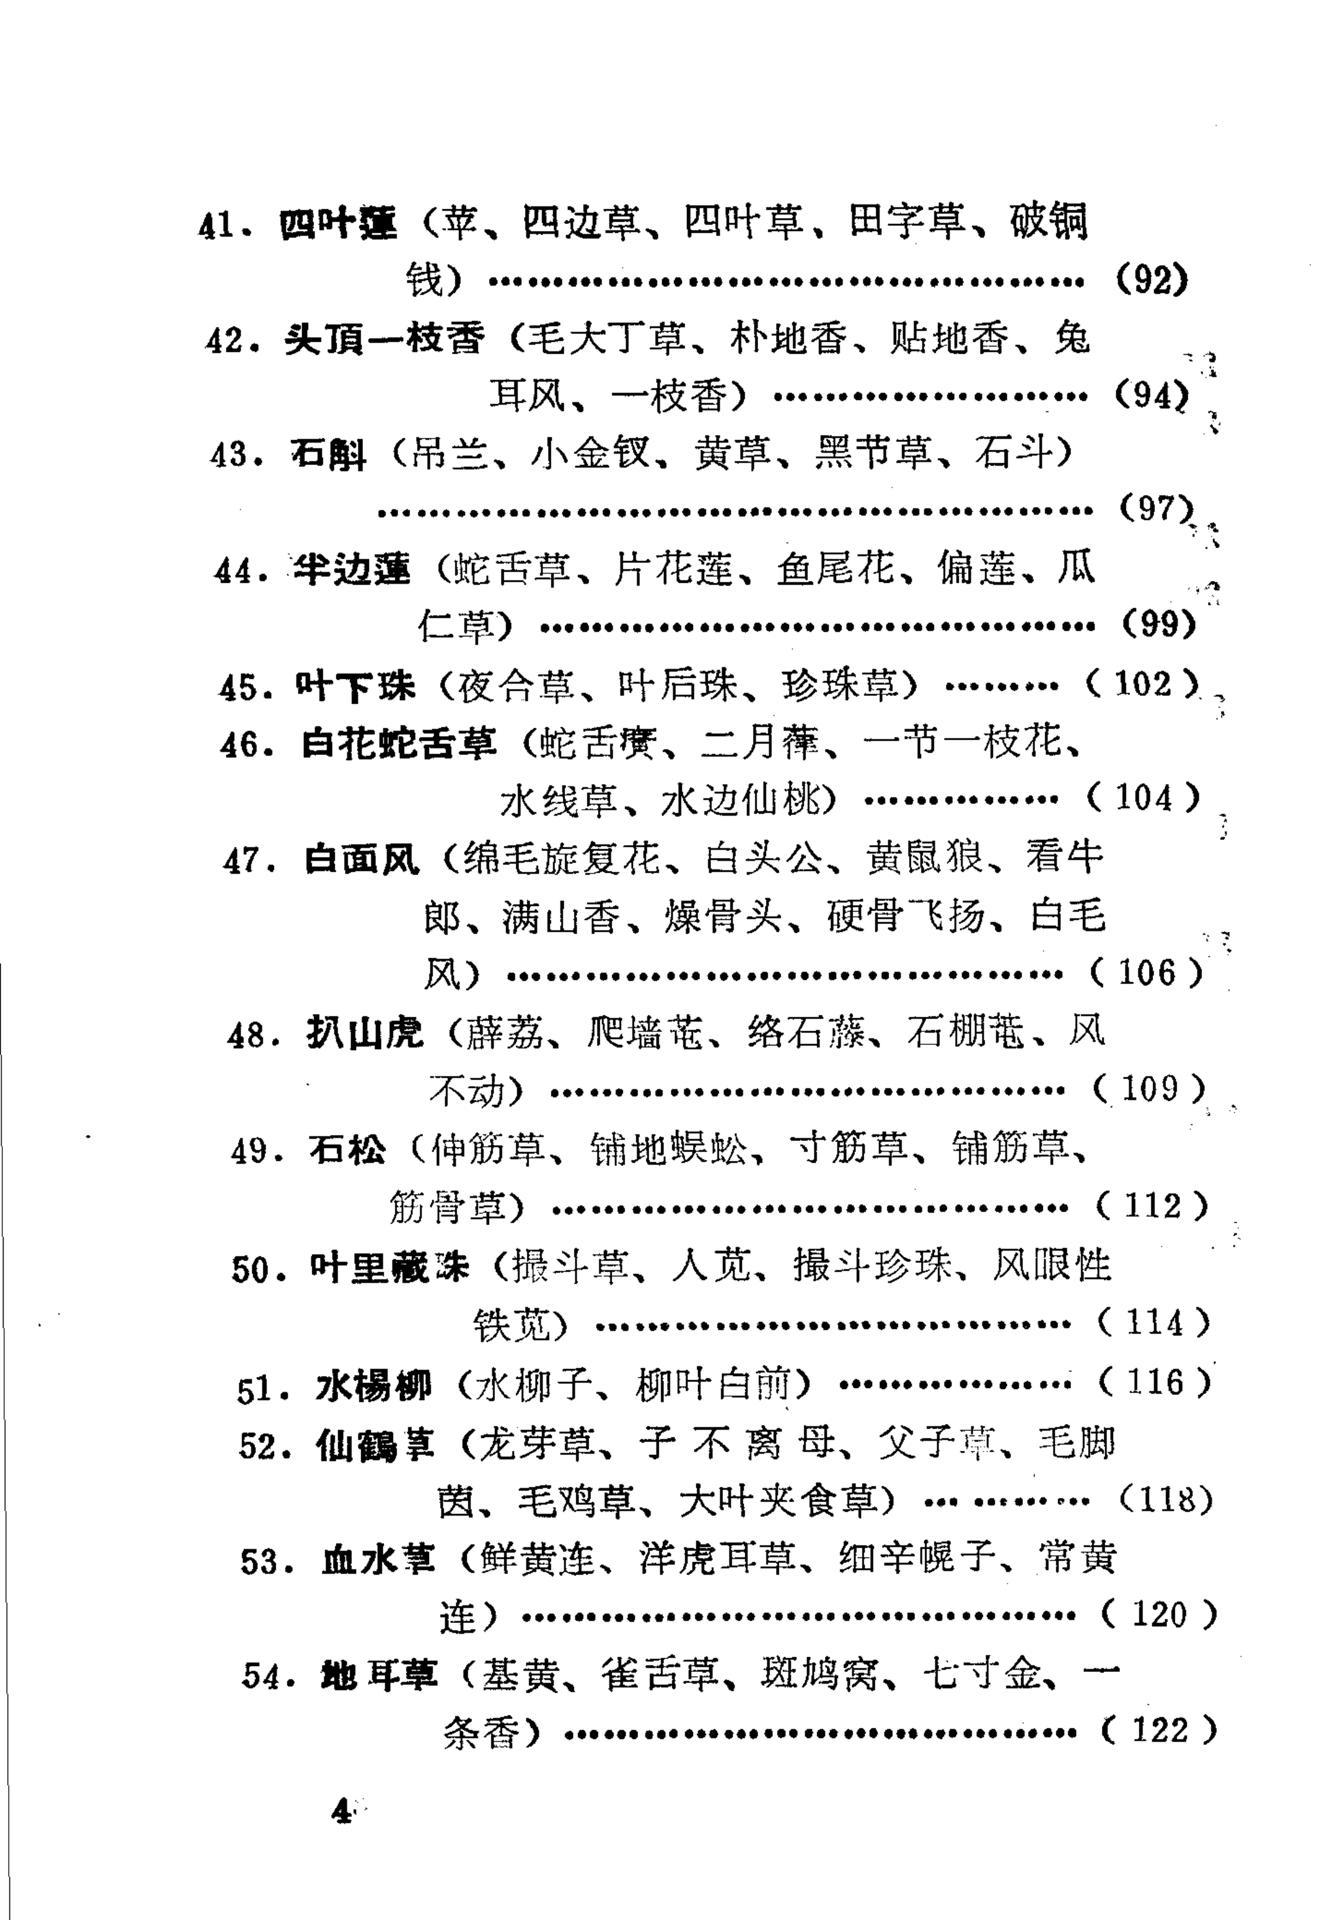 41. 四叶蓮（苹、四边草、四叶草、田字草、破铜
钱）……………………………………（92）
42. 头頂一枝香（毛大丁草、朴地香、贴地香、兔
耳风、一枝香）……………………（94）
43. 石斛（吊兰、小金钗、黄草、黑节草、石斗）
……………………………………………（97）
44. 半边蓮（蛇舌草、片花莲、鱼尾花、偏莲、瓜
仁草）…………………………………（99）
45. 叶下珠（夜合草、叶后珠、珍珠草）………（102）
46. 白花蛇舌草（蛇舌癀、二月葎、一节一枝花、
水线草、水边仙桃）……………（104）
47. 白面风（绵毛旋复花、白头公、黄鼠狼、看牛
郎、满山香、燥骨头、硬骨飞扬、白毛
风）…………………………………（106）
48. 扒山虎（薜荔、爬墙、络石藤、石棚、风
不动）………………………………（109）
49. 石松（伸筋草、铺地蜈蚣、寸筋草、铺筋草、
筋骨草）………………………………（112）
50. 叶里藏珠（撮斗草、人苋、撮斗珍珠、风眼性
铁苋）……………………………（114）
51. 水楊柳（水柳子、柳叶白前）………………（116）
52. 仙鶴草（龙芽草、子不离母、父子草、毛脚
茵、毛鸡草、大叶夹食草）… ………（118）
53. 血水草（鲜黄连、洋虎耳草、细辛幌子、常黄
连）…………………………………（120）
54. 地耳草（基黄、雀舌草、斑鸠窝、七寸金、一
条香）………………………………（122）
4